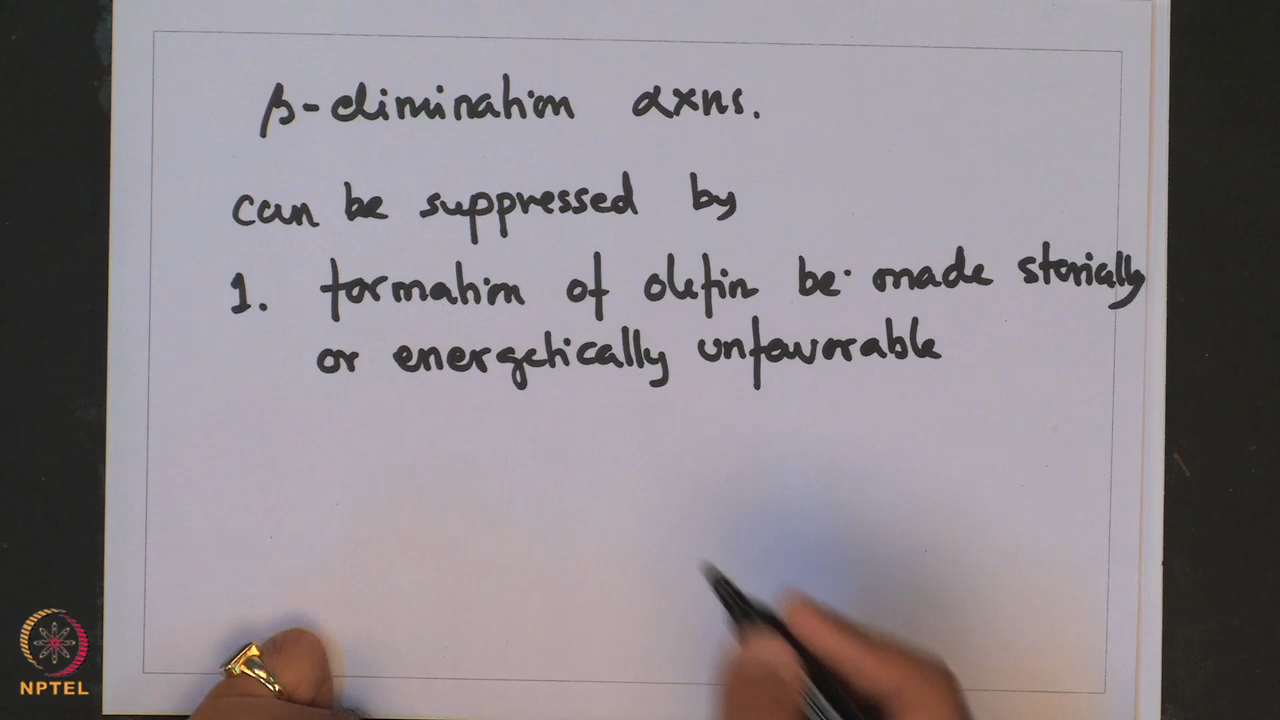 β-elimination rxns.
can be suppressed by
1. formation of olefin be made sterically
or energetically unfavorable
NPTEL